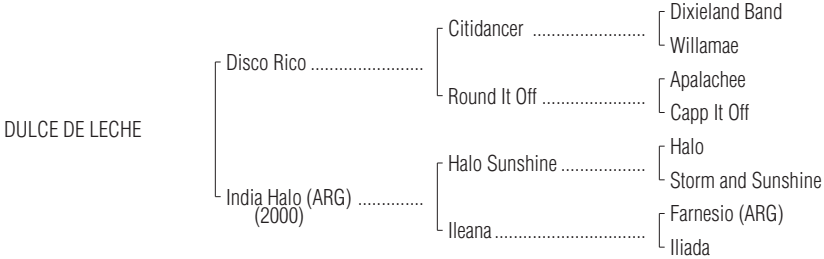 Dixieland Band
Citidancer ........................
Willamae
Disco Rico ........................
Apalachee
Round It Off ......................
Capp It Off
DULCE DE LECHE
Halo
Halo Sunshine ..................
Storm and Sunshine
India Halo (ARG) ..............
(2000)
Farnesio (ARG)
Ileana ................................
Iliada